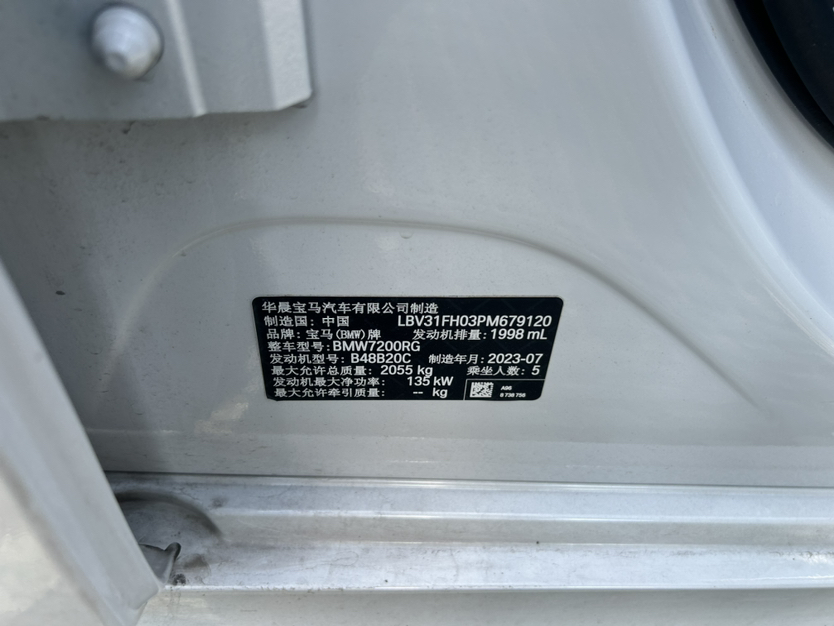 华晨宝马汽车有限公司制造
制造国：中国 LBV31FH03PM679120
品牌：宝马(BMW)牌 发动机排量：1998 mL
整车型号：BMW7200RG
发动机型号：B48B20C 制造年月：2023-07
最大允许总质量：2055 kg 乘坐人数：5
发动机最大净功率：135 kW
最大允许牵引质量：-- kg
A96
6 738 756